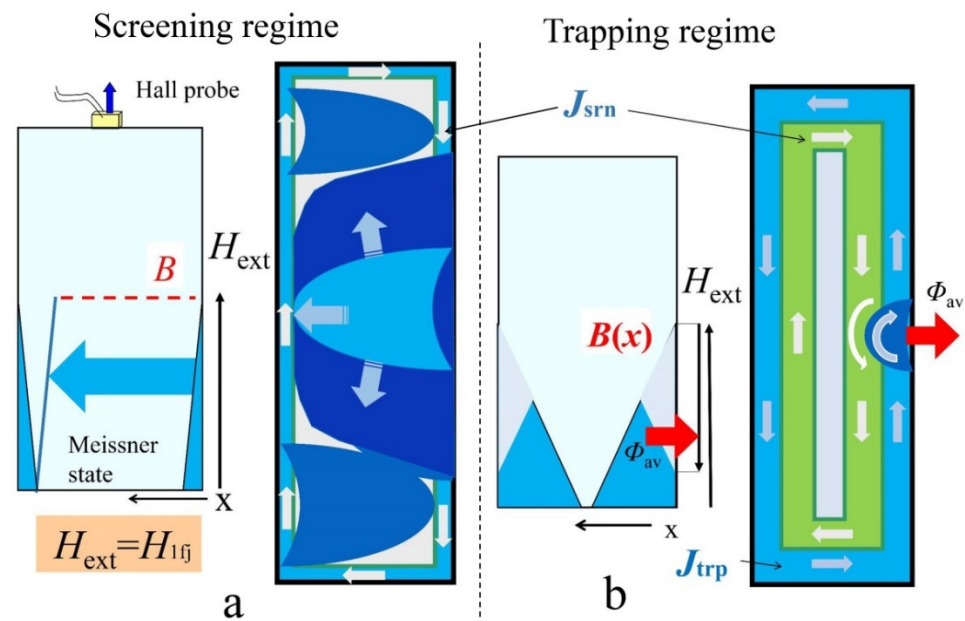 Screening regime
Trapping regime
Hall probe
B
H_ext
Meissner
state
x
H_ext=H_1fj
a
J_srn
H_ext
B(x)
Φ_av
x
Φ_av
J_trp
b